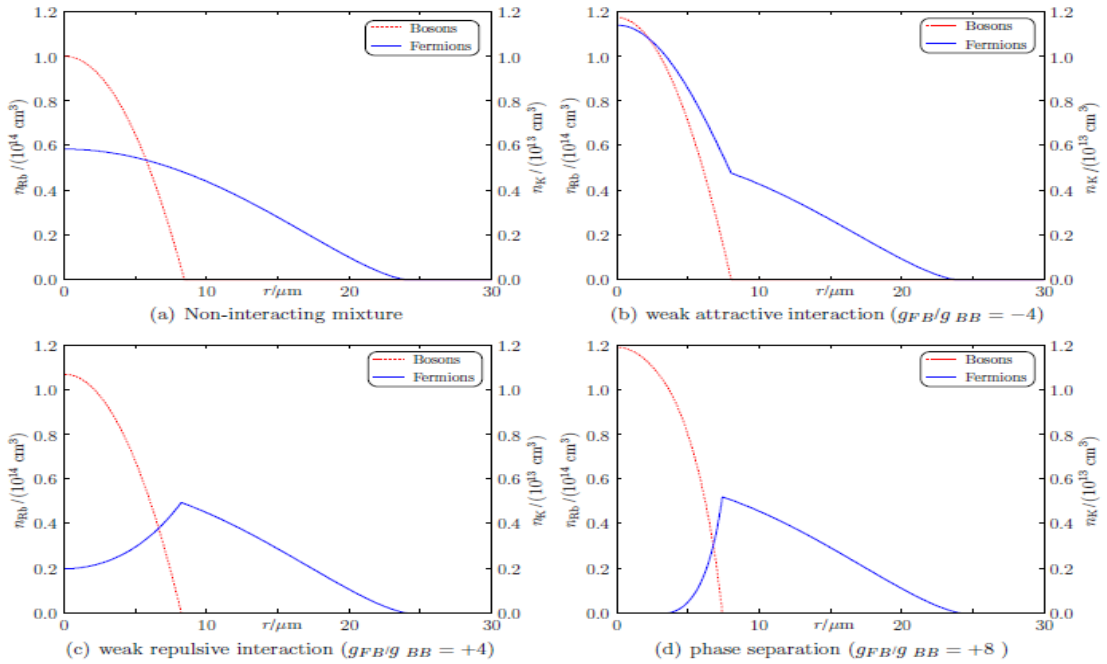 1.2 1.0 0.8 0.6 0.4 0.2 0.0
n_Rb/(10^14 cm^3)
Bosons
Fermions
1.2 1.0 0.8 0.6 0.4 0.2 0.0
n_K/(10^13 cm^3)
0 10 r/μm 20 30
(a) Non-interacting mixture
1.2 1.0 0.8 0.6 0.4 0.2 0.0
n_Rb/(10^14 cm^3)
Bosons
Fermions
1.2 1.0 0.8 0.6 0.4 0.2 0.0
n_K/(10^13 cm^3)
0 10 r/μm 20 30
(b) weak attractive interaction (g_FB/g_BB = −4)
1.2 1.0 0.8 0.6 0.4 0.2 0.0
n_Rb/(10^14 cm^3)
Bosons
Fermions
1.2 1.0 0.8 0.6 0.4 0.2 0.0
n_K/(10^13 cm^3)
0 10 r/μm 20 30
(c) weak repulsive interaction (g_FB/g_BB = +4)
1.2 1.0 0.8 0.6 0.4 0.2 0.0
n_Rb/(10^14 cm^3)
Bosons
Fermions
1.2 1.0 0.8 0.6 0.4 0.2 0.0
n_K/(10^13 cm^3)
0 10 r/μm 20 30
(d) phase separation (g_FB/g_BB = +8 )